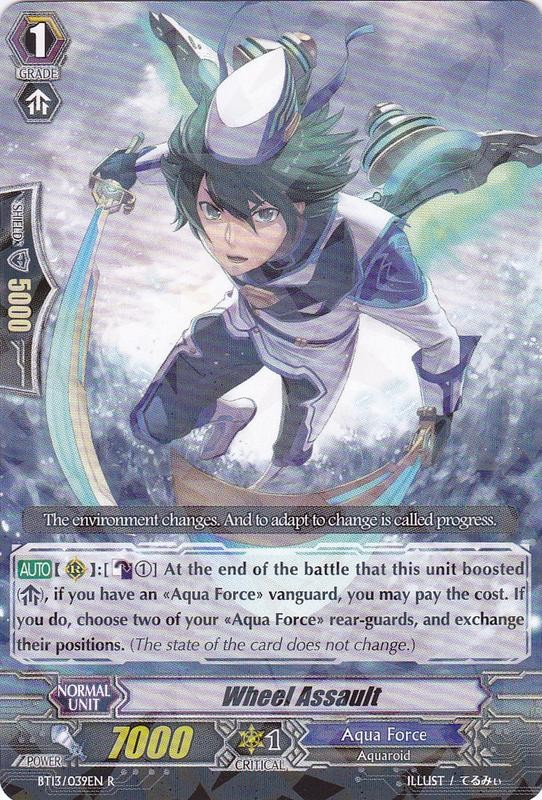 1
GRADE
SHIELD
5000
The environment changes. And to adapt to change is called progress.
AUTO【 】:[ ①] At the end of the battle that this unit boosted
( ), if you have an «Aqua Force» vanguard, you may pay the cost. If
you do, choose two of your «Aqua Force» rear-guards, and exchange
their positions. (The state of the card does not change.)
NORMAL
UNIT
Wheel Assault
POWER
7000
1
CRITICAL
Aqua Force
Aquaroid
BT13/039EN R
ILLUST / てるみぃ